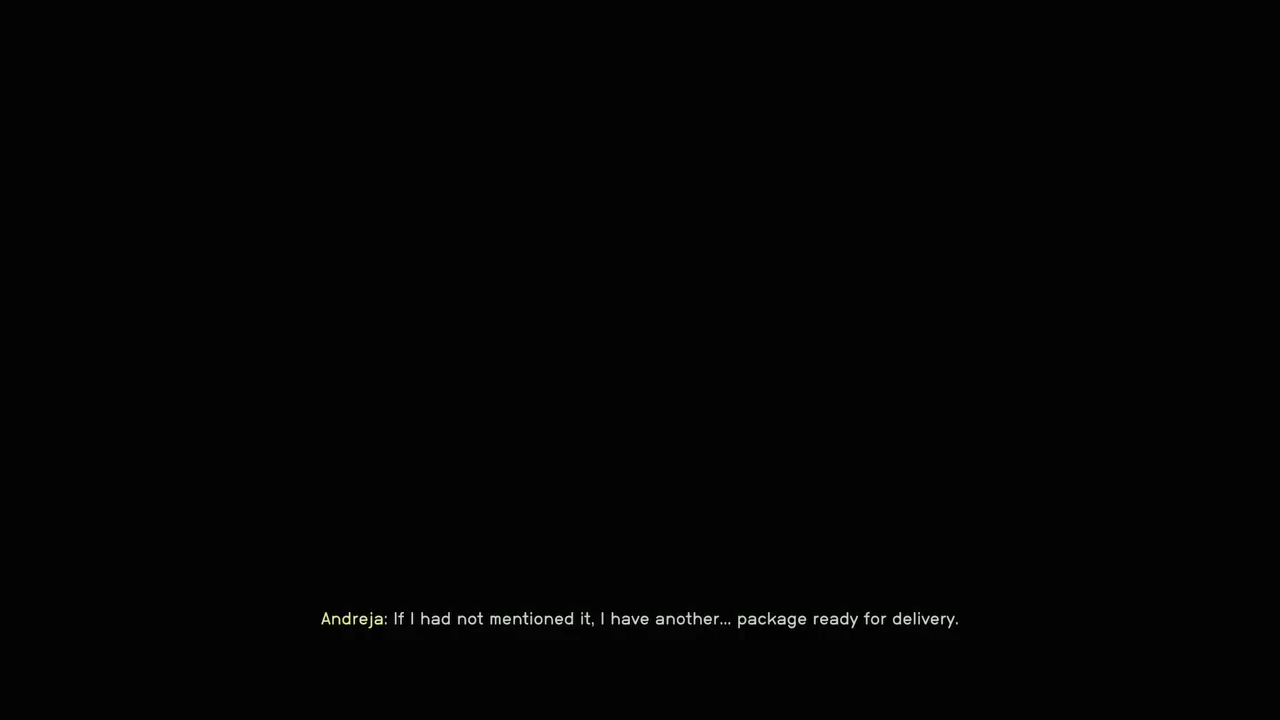 Andreja: If I had not mentioned it, I have another... package ready for delivery.